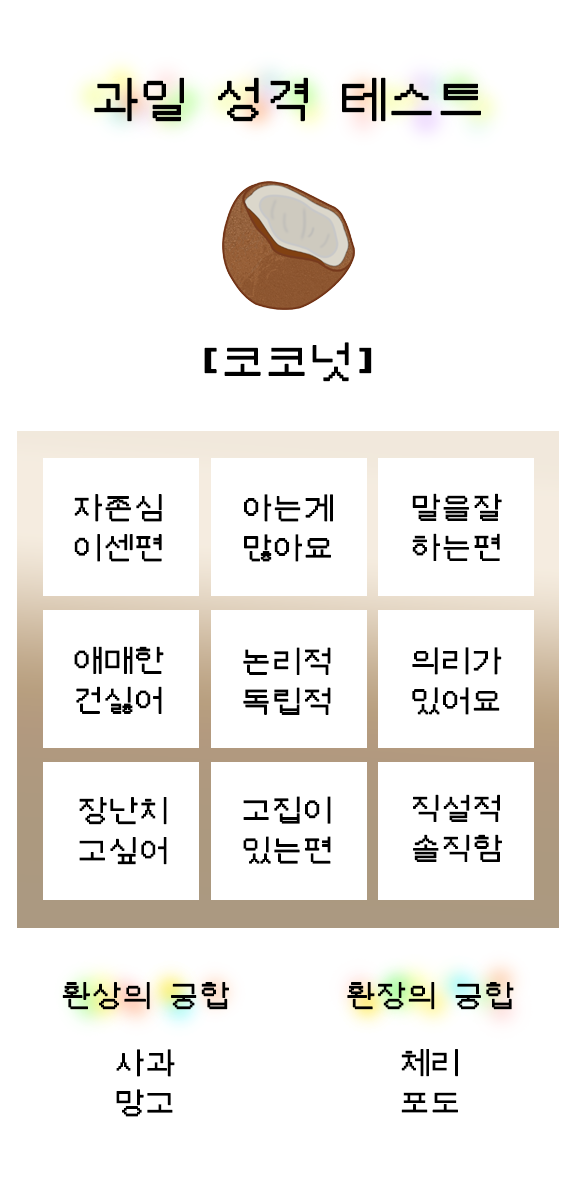 과일 성격 테스트
[코코넛]
자존심
이센편
아는게
많아요
말을잘
하는편
애매한
건싫어
논리적
독립적
의리가
있어요
장난치
고싶어
고집이
있는편
직설적
솔직함
환상의 궁합
사과
망고
환장의 궁합
체리
포도